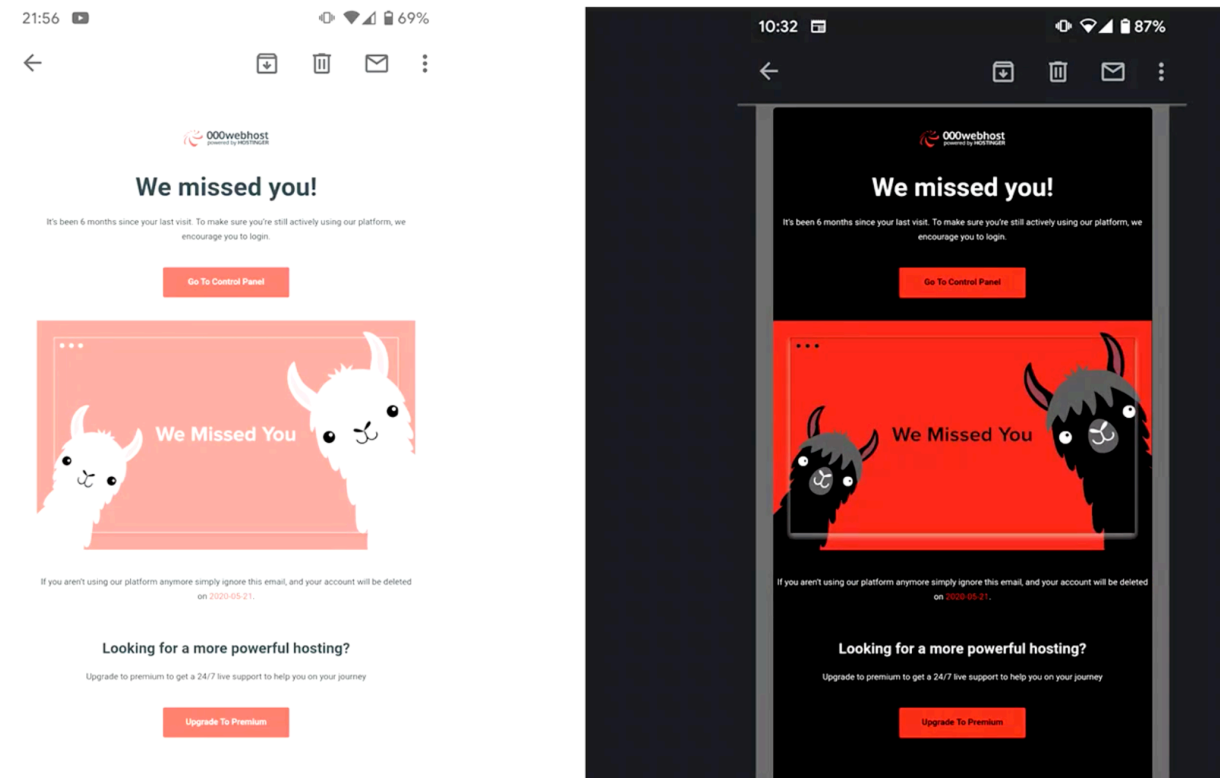 21:56
69%
000webhost
powered by HOSTINGER
We missed you!
It's been 6 months since your last visit. To make sure you're still actively using our platform, we
encourage you to login.
Go To Control Panel
We Missed You
If you aren't using our platform anymore simply ignore this email, and your account will be deleted
on 2020-05-21.
Looking for a more powerful hosting?
Upgrade to premium to get a 24/7 live support to help you on your journey
Upgrade To Premium
10:32
87%
000webhost
powered by HOSTINGER
We missed you!
It's been 6 months since your last visit. To make sure you're still actively using our platform, we
encourage you to login.
Go To Control Panel
We Missed You
If you aren't using our platform anymore simply ignore this email, and your account will be deleted
on 2020-05-21.
Looking for a more powerful hosting?
Upgrade to premium to get a 24/7 live support to help you on your journey
Upgrade To Premium